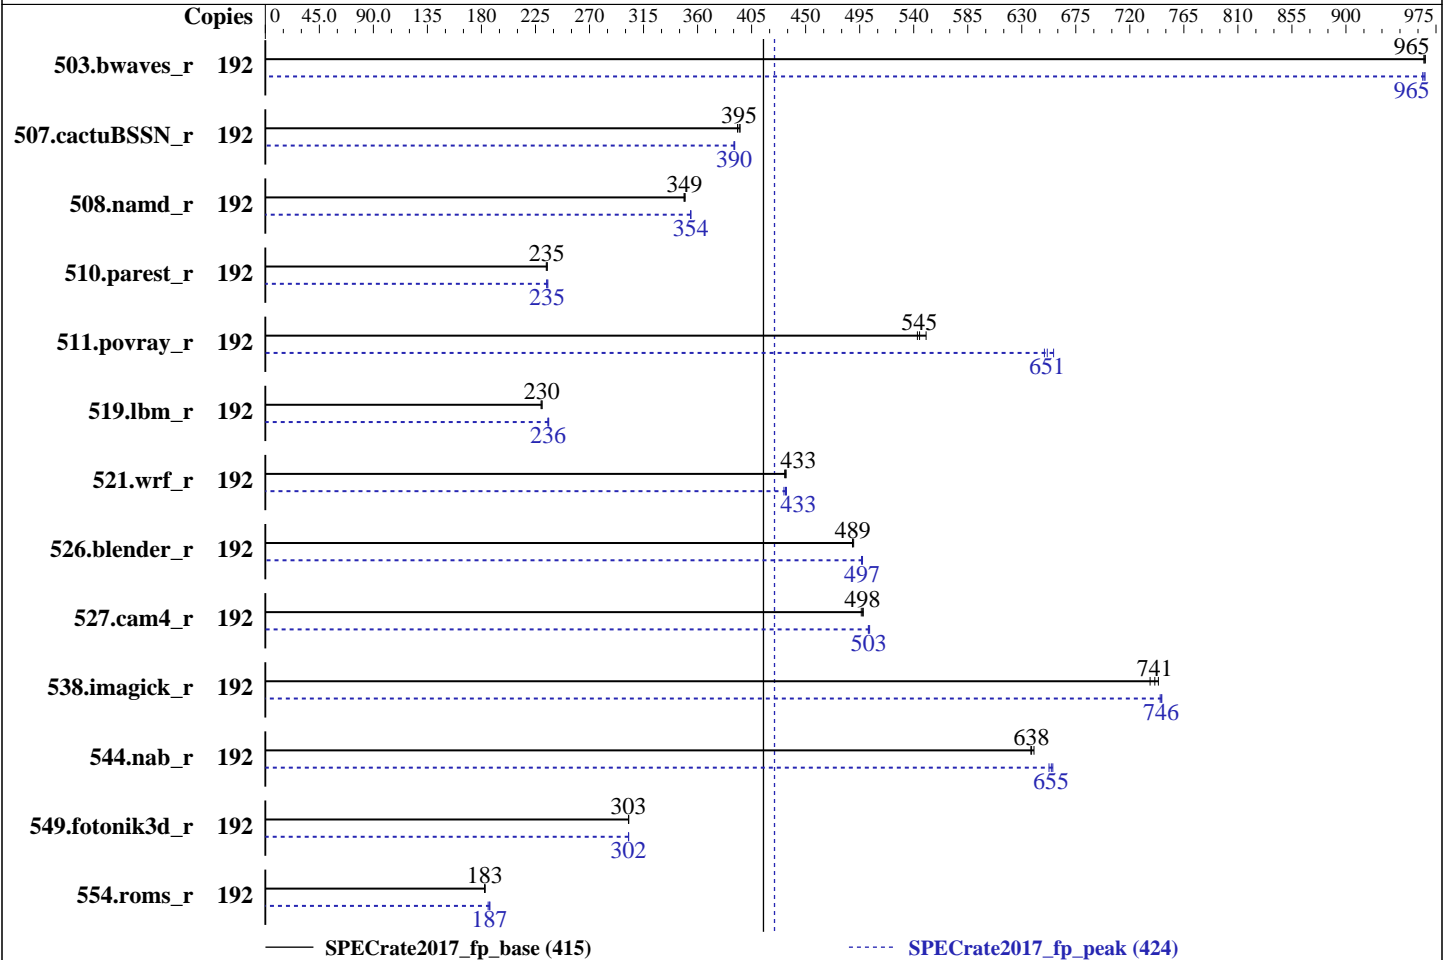 Copies 0 45.0 90.0 135 180 225 270 315 360 405 450 495 540 585 630 675 720 765 810 855 900 975
503.bwaves_r 192 965
965
507.cactuBSSN_r 192 395
390
508.namd_r 192 349
354
510.parest_r 192 235
235
511.povray_r 192 545
651
519.lbm_r 192 230
236
521.wrf_r 192 433
433
526.blender_r 192 489
497
527.cam4_r 192 498
503
538.imagick_r 192 741
746
544.nab_r 192 638
655
549.fotonik3d_r 192 303
302
554.roms_r 192 183
187
SPECrate2017_fp_base (415) SPECrate2017_fp_peak (424)